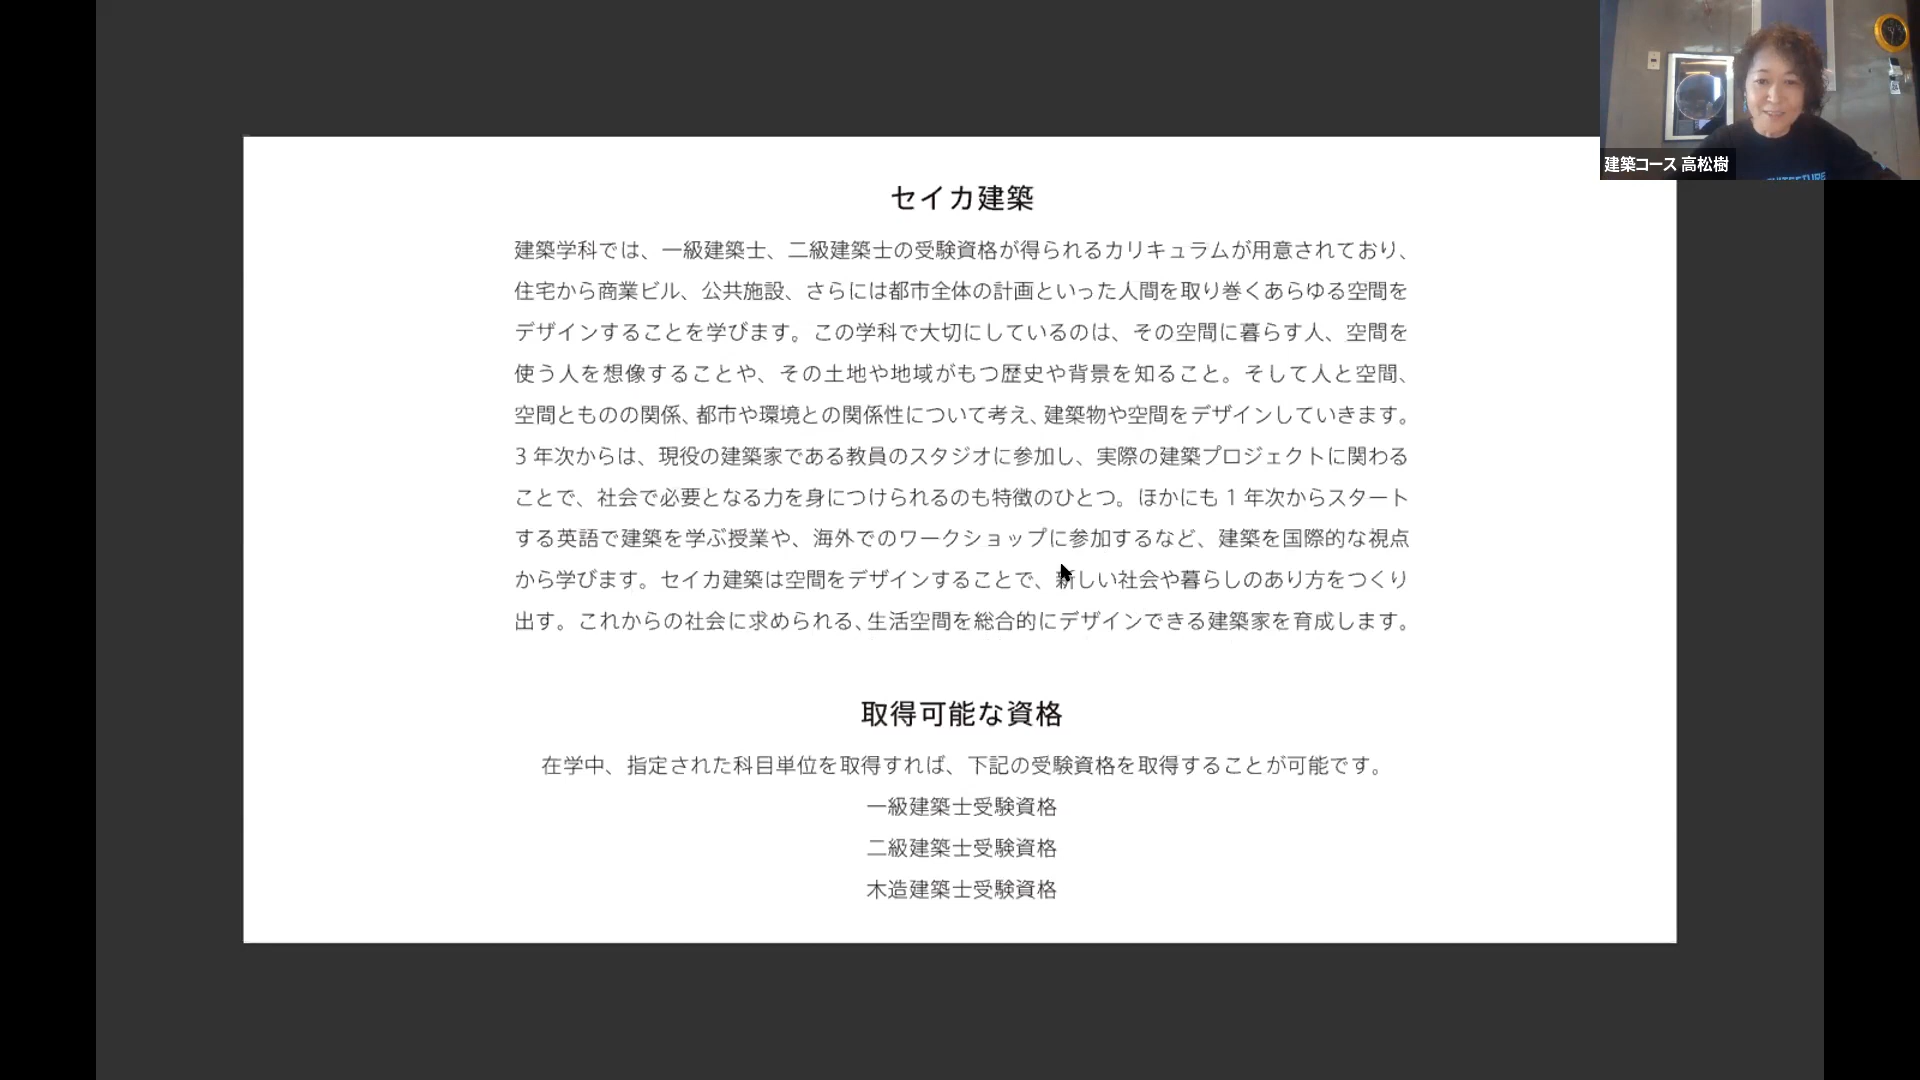 建築コース 高松樹
セイカ建築
建築学科では、一級建築士、二級建築士の受験資格が得られるカリキュラムが用意されており、
住宅から商業ビル、公共施設、さらには都市全体の計画といった人間を取り巻くあらゆる空間を
デザインすることを学びます。この学科で大切にしているのは、その空間に暮らす人、空間を
使う人を想像することや、その土地や地域がもつ歴史や背景を知ること。そして人と空間、
空間とものの関係、都市や環境との関係性について考え、建築物や空間をデザインしていきます。
3 年次からは、現役の建築家である教員のスタジオに参加し、実際の建築プロジェクトに関わる
ことで、社会で必要となる力を身につけられるのも特徴のひとつ。ほかにも 1 年次からスタート
する英語で建築を学ぶ授業や、海外でのワークショップに参加するなど、建築を国際的な視点
から学びます。セイカ建築は空間をデザインすることで、新しい社会や暮らしのあり方をつくり
出す。これからの社会に求められる、生活空間を総合的にデザインできる建築家を育成します。
取得可能な資格
在学中、指定された科目単位を取得すれば、下記の受験資格を取得することが可能です。
一級建築士受験資格
二級建築士受験資格
木造建築士受験資格